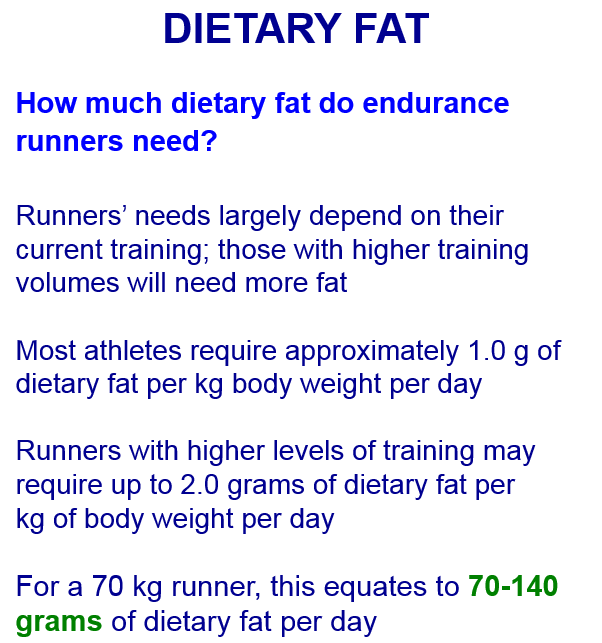 DIETARY FAT
How much dietary fat do endurance
runners need?
Runners’ needs largely depend on their
current training; those with higher training
volumes will need more fat
Most athletes require approximately 1.0 g of
dietary fat per kg body weight per day
Runners with higher levels of training may
require up to 2.0 grams of dietary fat per
kg of body weight per day
For a 70 kg runner, this equates to 70-140
grams of dietary fat per day